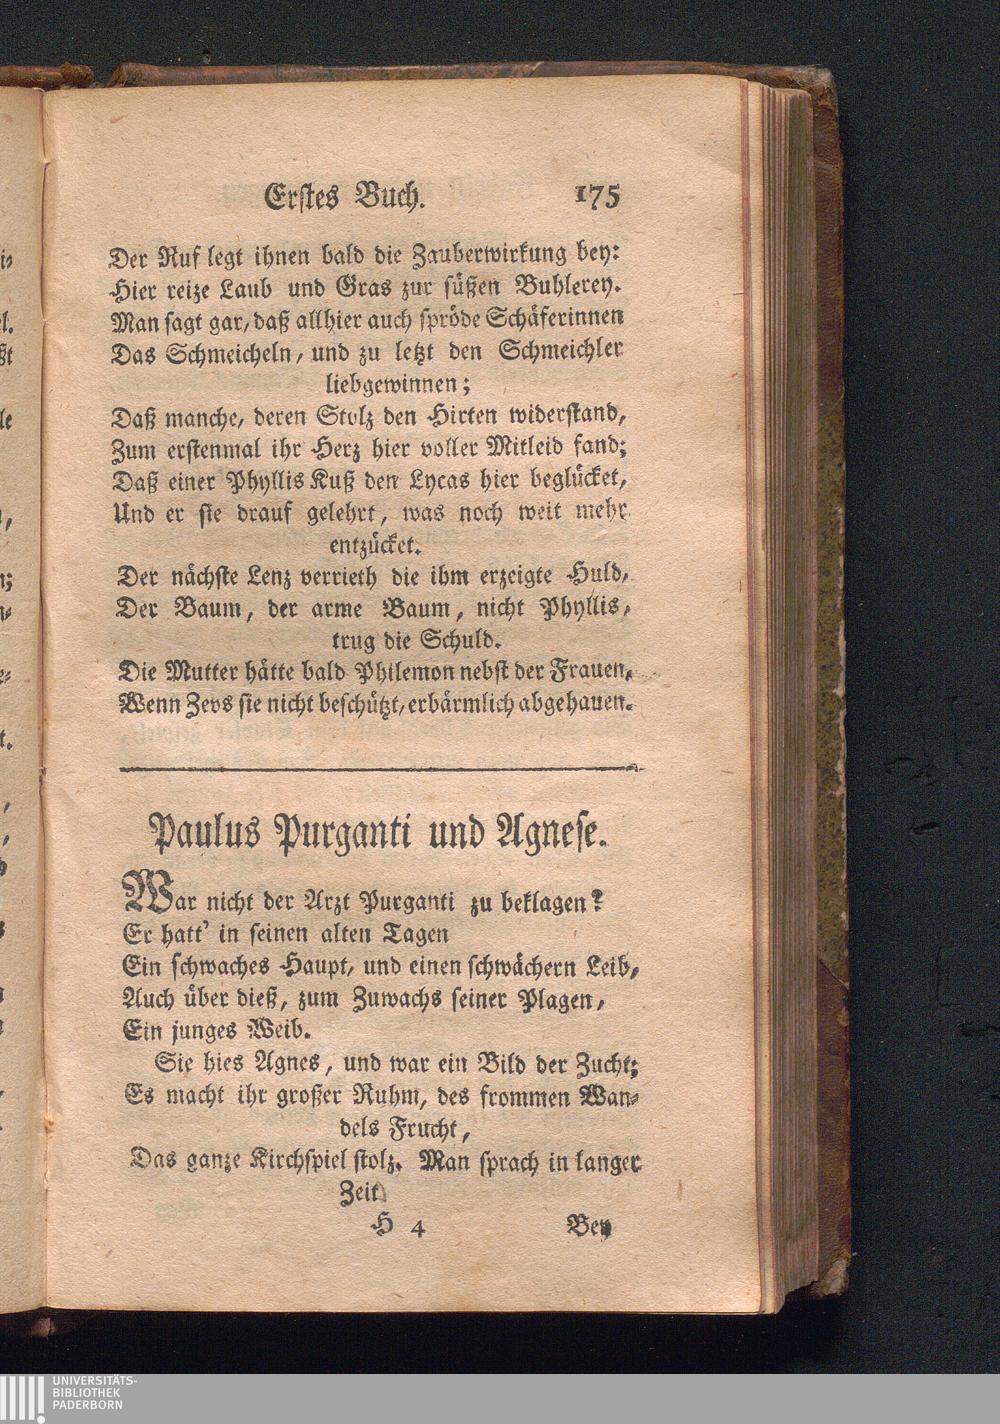 Erstes Buch. 175
Der Ruf legt ihnen bald die Zauberwirkung bey:
Hier reize Laub und Gras zur süßen Buhlerey.
Man sagt gar, daß allhier auch spröde Schäferinnen
Das Schmeicheln, und zu letzt den Schmeichler
liebgewinnen;
Daß manche, deren Stolz den Hirten widerstand,
Zum erstenmal ihr Herz hier voller Mitleid fand;
Daß einer Phyllis Kuß den Lycas hier beglücket,
Und er sie drauf gelehrt, was noch weit mehr
entzücket.
Der nächste Lenz verrieth die ihm erzeigte Huld,
Der Baum, der arme Baum, nicht Phyllis,
trug die Schuld.
Die Mutter hätte bald Philemon nebst der Frauen,
Wenn Zevs sie nicht beschützt, erbärmlich abgehauen.
Paulus Purganti und Agnese.
War nicht der Arzt Purganti zu beklagen?
Er hatt' in seinen alten Tagen
Ein schwaches Haupt, und einen schwächern Leib,
Auch über dieß, zum Zuwachs seiner Plagen,
Ein junges Weib.
Sie hies Agnes, und war ein Bild der Zucht;
Es macht ihr großer Ruhm, des frommen Wan-
dels Frucht,
Das ganze Kirchspiel stolz. Man sprach in langer
Zeit
H 4 Bey
UNIVERSITÄTS-
BIBLIOTHEK
PADERBORN